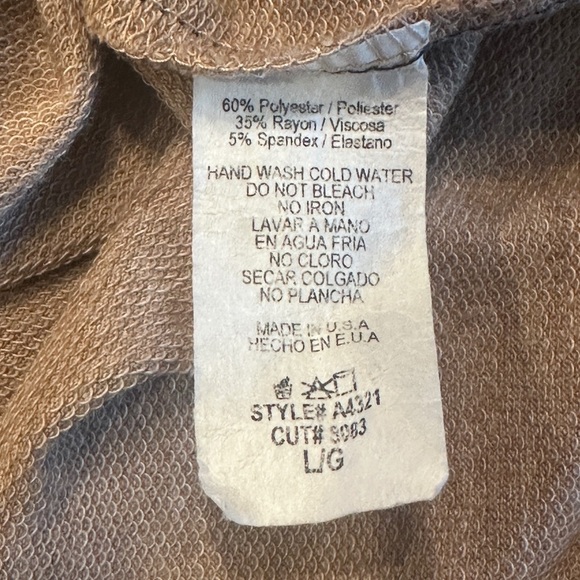 60% Polyester / Poliester
35% Rayon / Viscosa
5% Spandex / Elastano
HAND WASH COLD WATER
DO NOT BLEACH
NO IRON
LAVAR A MANO
EN AGUA FRIA
NO CLORO
SECAR COLGADO
NO PLANCHA
MADE IN U.S.A
HECHO EN E.U.A
STYLE# A4321
CUT# 3083
L/G